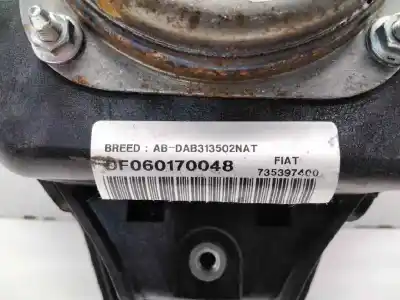 BREED : AB-DAB313502NAT
DF060170048
FIAT
735397400